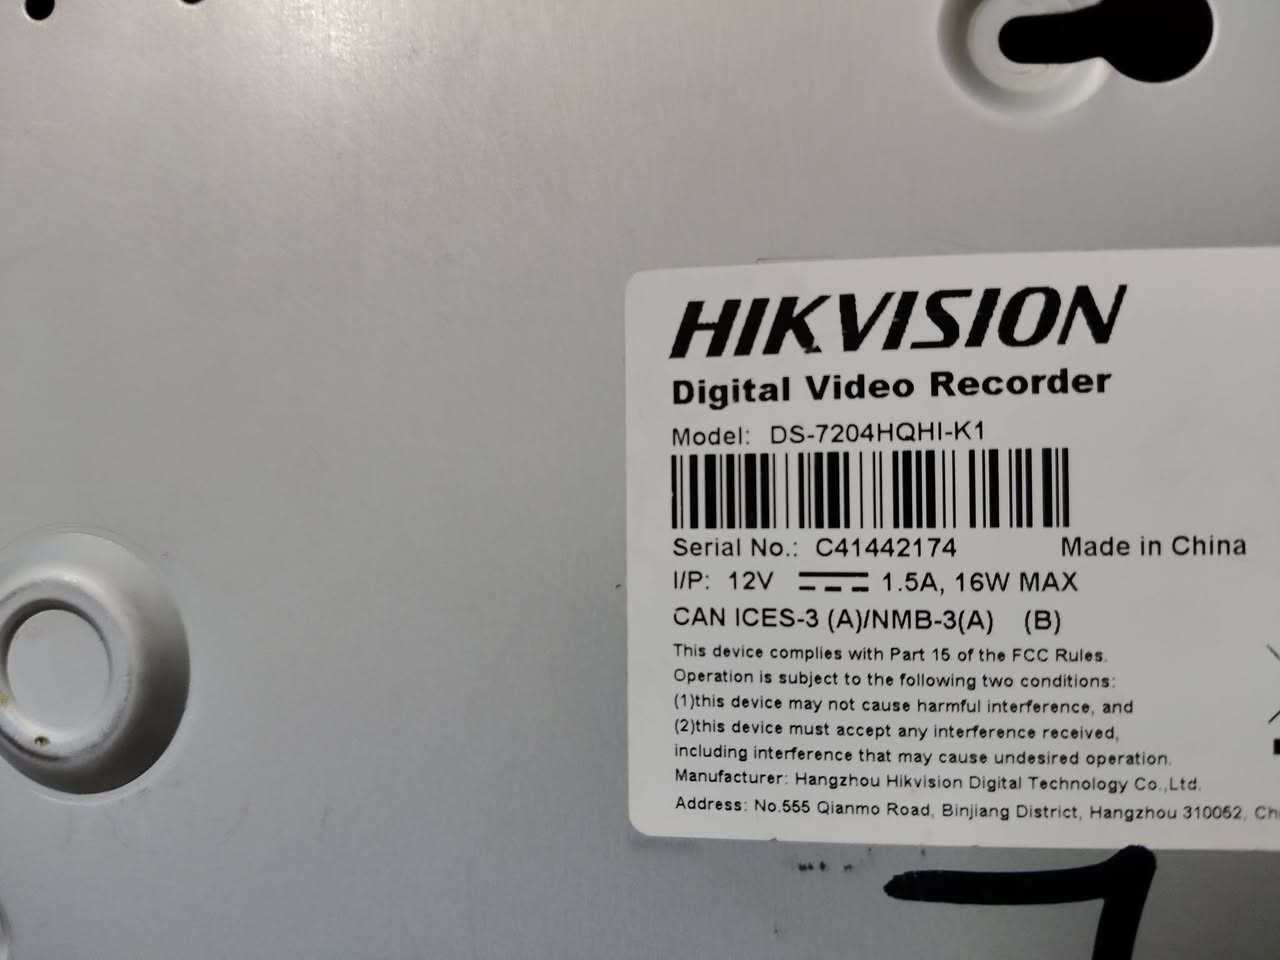 HIKVISION
Digital Video Recorder
Model: DS-7204HQHI-K1
Serial No.: C41442174 Made in China
I/P: 12V 1.5A, 16W MAX
CAN ICES-3 (A)/NMB-3(A) (B)
This device complies with Part 15 of the FCC Rules.
Operation is subject to the following two conditions:
(1)this device may not cause harmful interference, and
(2)this device must accept any interference received,
including interference that may cause undesired operation.
Manufacturer: Hangzhou Hikvision Digital Technology Co.,Ltd.
Address: No.555 Qianmo Road, Binjiang District, Hangzhou 310052,